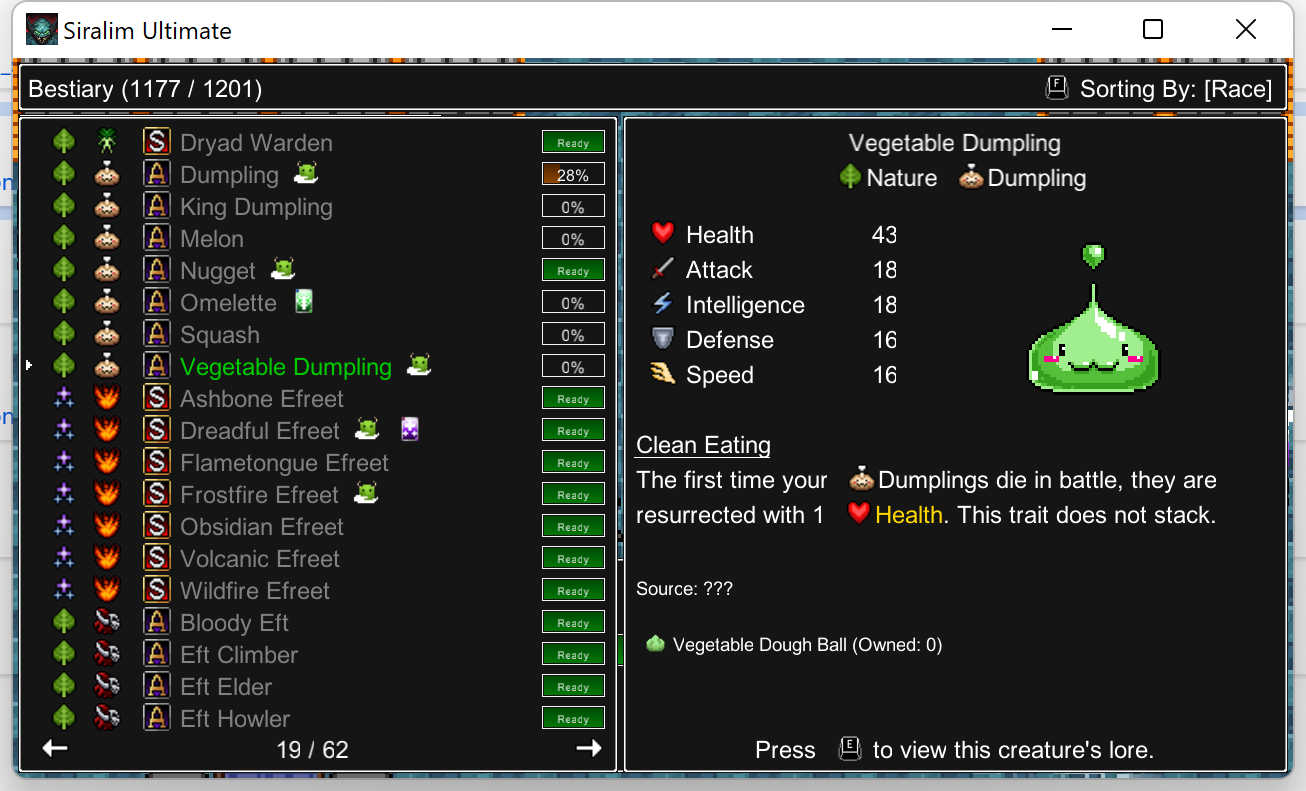 Siralim Ultimate
Bestiary (1177 / 1201)
F Sorting By: [Race]
S Dryad Warden Ready
A Dumpling 28%
A King Dumpling 0%
A Melon 0%
A Nugget Ready
A Omelette 0%
A Squash 0%
A Vegetable Dumpling 0%
S Ashbone Efreet Ready
S Dreadful Efreet Ready
S Flametongue Efreet Ready
S Frostfire Efreet Ready
S Obsidian Efreet Ready
S Volcanic Efreet Ready
S Wildfire Efreet Ready
A Bloody Eft Ready
A Eft Climber Ready
A Eft Elder Ready
A Eft Howler Ready
19 / 62
Vegetable Dumpling
Nature Dumpling
Health 43
Attack 18
Intelligence 18
Defense 16
Speed 16
Clean Eating
The first time your Dumplings die in battle, they are
resurrected with 1 Health. This trait does not stack.
Source: ???
Vegetable Dough Ball (Owned: 0)
Press E to view this creature's lore.